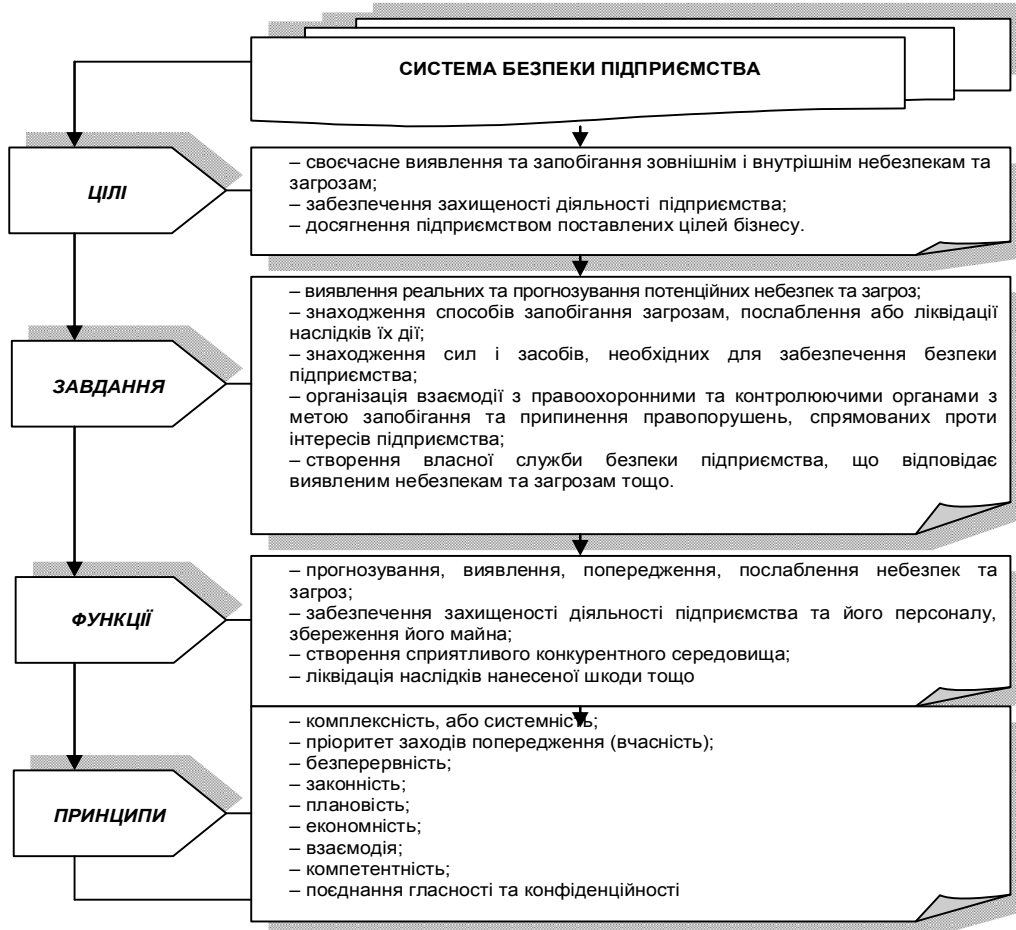 СИСТЕМА БЕЗПЕКИ ПІДПРИЄМСТВА
ЦІЛІ
– своєчасне виявлення та запобігання зовнішнім і внутрішнім небезпекам та
загрозам;
– забезпечення захищеності діяльності підприємства;
– досягнення підприємством поставлених цілей бізнесу.
ЗАВДАННЯ
– виявлення реальних та прогнозування потенційних небезпек та загроз;
– знаходження способів запобігання загрозам, послаблення або ліквідації
наслідків їх дії;
– знаходження сил і засобів, необхідних для забезпечення безпеки
підприємства;
– організація взаємодії з правоохоронними та контролюючими органами з
метою запобігання та припинення правопорушень, спрямованих проти
інтересів підприємства;
– створення власної служби безпеки підприємства, що відповідає
виявленим небезпекам та загрозам тощо.
ФУНКЦІЇ
– прогнозування, виявлення, попередження, послаблення небезпек та
загроз;
– забезпечення захищеності діяльності підприємства та його персоналу,
збереження його майна;
– створення сприятливого конкурентного середовища;
– ліквідація наслідків нанесеної шкоди тощо
ПРИНЦИПИ
– комплексність, або системність;
– пріоритет заходів попередження (вчасність);
– безперервність;
– законність;
– плановість;
– економність;
– взаємодія;
– компетентність;
– поєднання гласності та конфіденційності